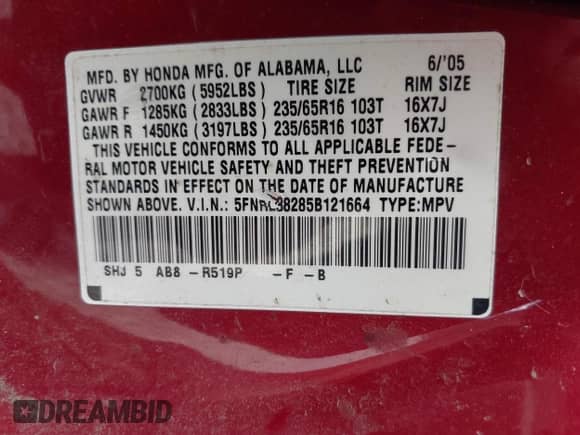 MFD. BY HONDA MFG. OF ALABAMA, LLC 6/'05
GVWR 2700KG (5952LBS) TIRE SIZE RIM SIZE
GAWR F 1285KG (2833LBS) 235/65R16 103T 16X7J
GAWR R 1450KG (3197LBS) 235/65R16 103T 16X7J
THIS VEHICLE CONFORMS TO ALL APPLICABLE FEDE-
RAL MOTOR VEHICLE SAFETY AND THEFT PREVENTION
STANDARDS IN EFFECT ON THE DATE OF MANUFACTURE
SHOWN ABOVE. V.I.N.: TYPE:MPV
SHJ 5 AB8 -R519P -F -B
DREAMBID